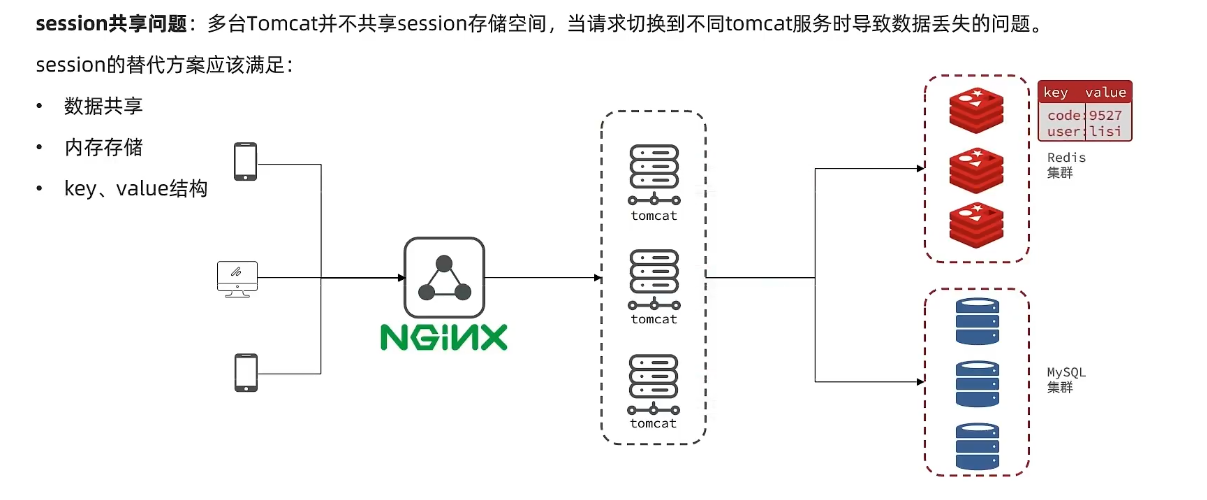 session共享问题：多台Tomcat并不共享session存储空间，当请求切换到不同tomcat服务时导致数据丢失的问题。
session的替代方案应该满足：
• 数据共享
• 内存存储
• key、value结构
NGINX
tomcat
tomcat
tomcat
key value
code:9527
user:lisi
Redis
集群
MySQL
集群